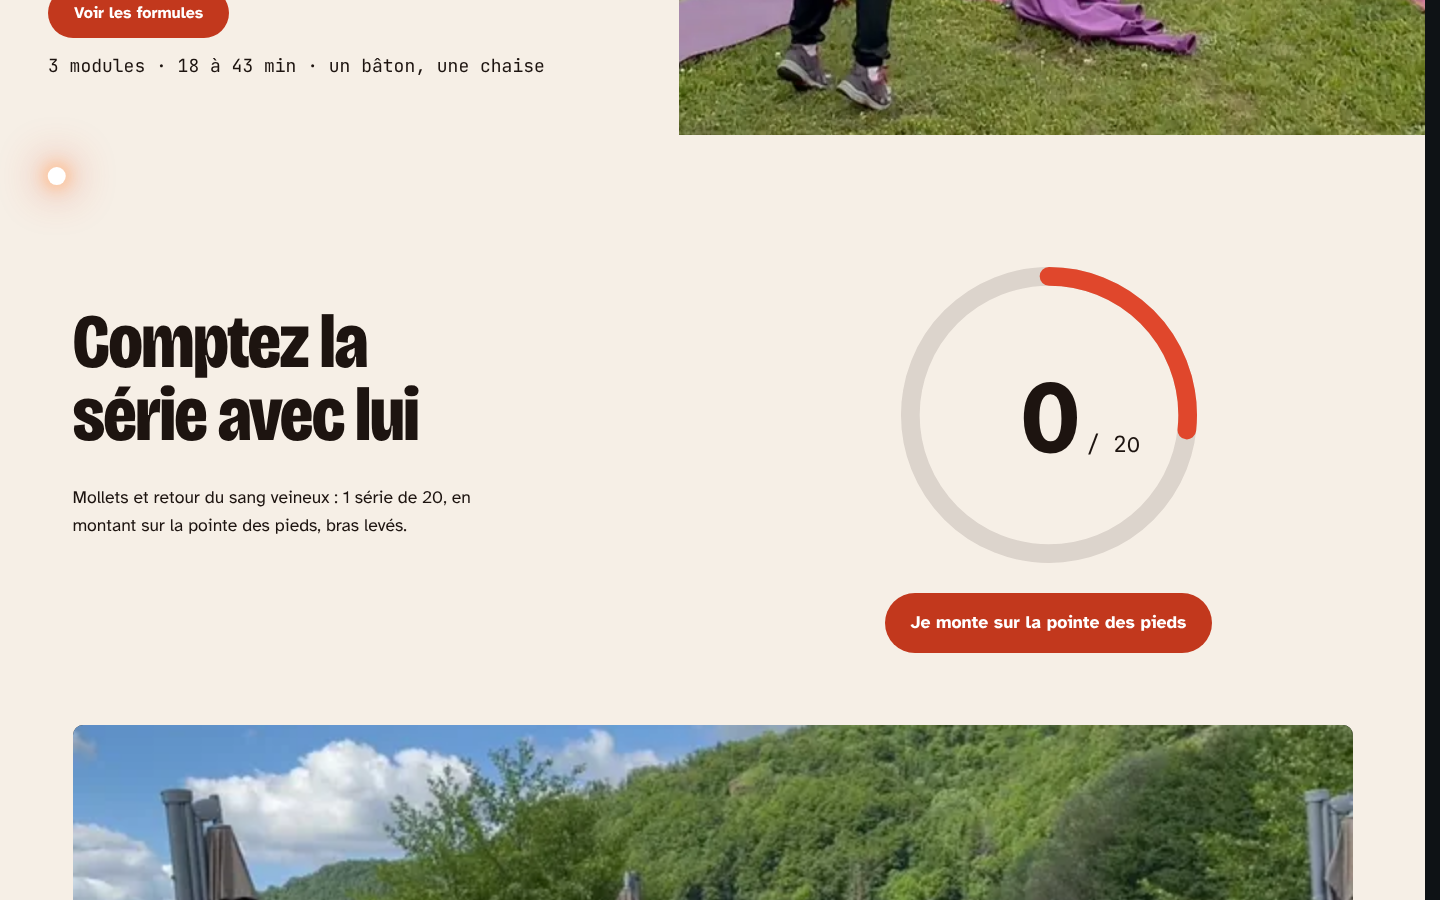 Voir les formules
3 modules · 18 à 43 min · un bâton, une chaise
Comptez la
série avec lui
Mollets et retour du sang veineux : 1 série de 20, en
montant sur la pointe des pieds, bras levés.
0 / 20
Je monte sur la pointe des pieds